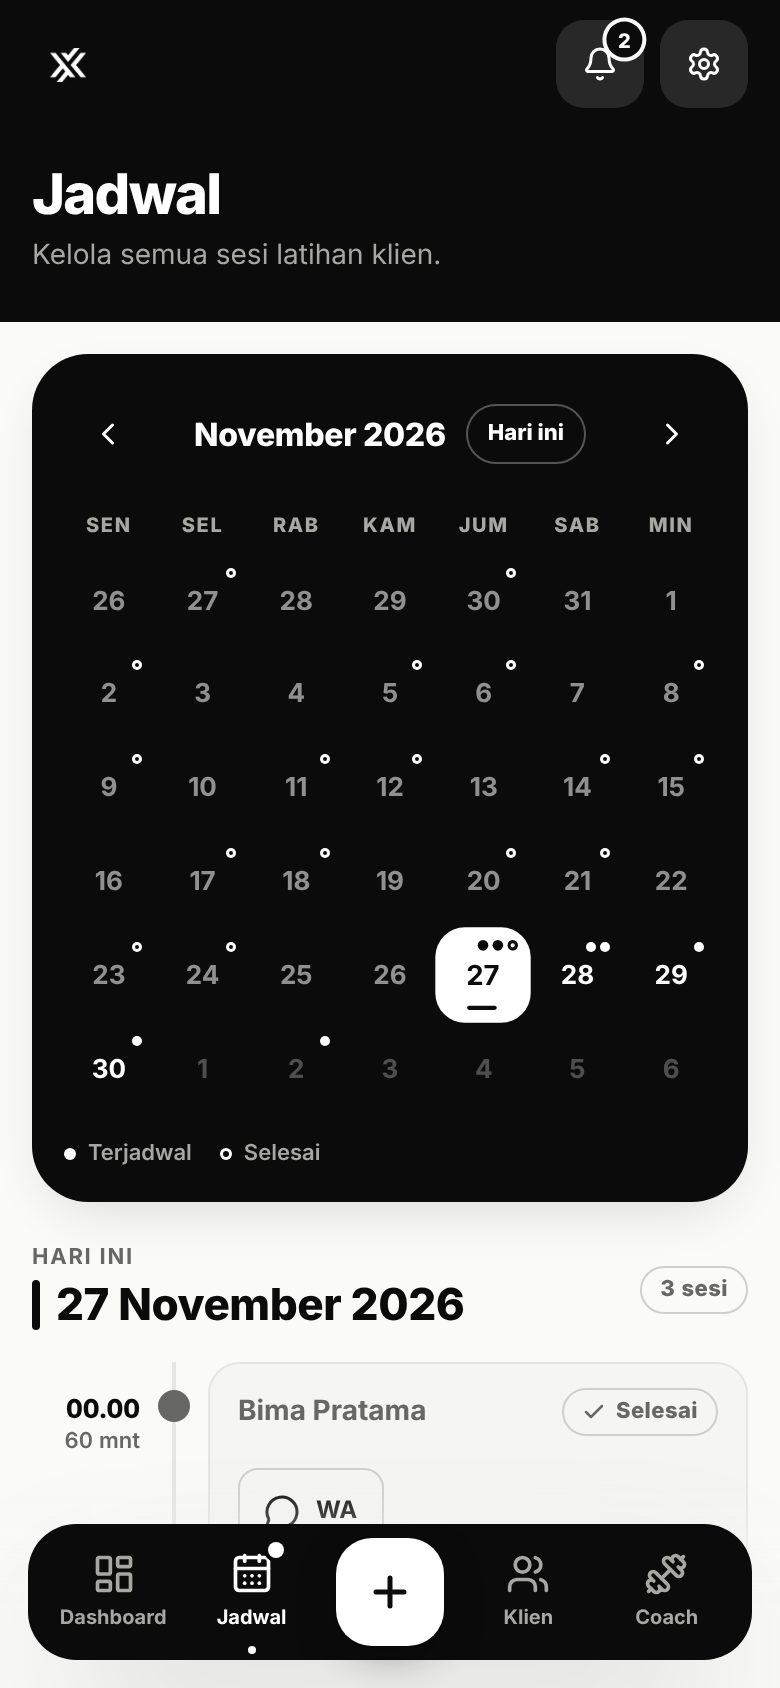 2
Jadwal
Kelola semua sesi latihan klien.
November 2026 Hari ini
SEN SEL RAB KAM JUM SAB MIN
26 27 28 29 30 31 1
2 3 4 5 6 7 8
9 10 11 12 13 14 15
16 17 18 19 20 21 22
23 24 25 26 27 28 29
30 1 2 3 4 5 6
Terjadwal Selesai
HARI INI
27 November 2026 3 sesi
00.00 Bima Pratama Selesai
60 mnt
WA
Dashboard Jadwal Klien Coach